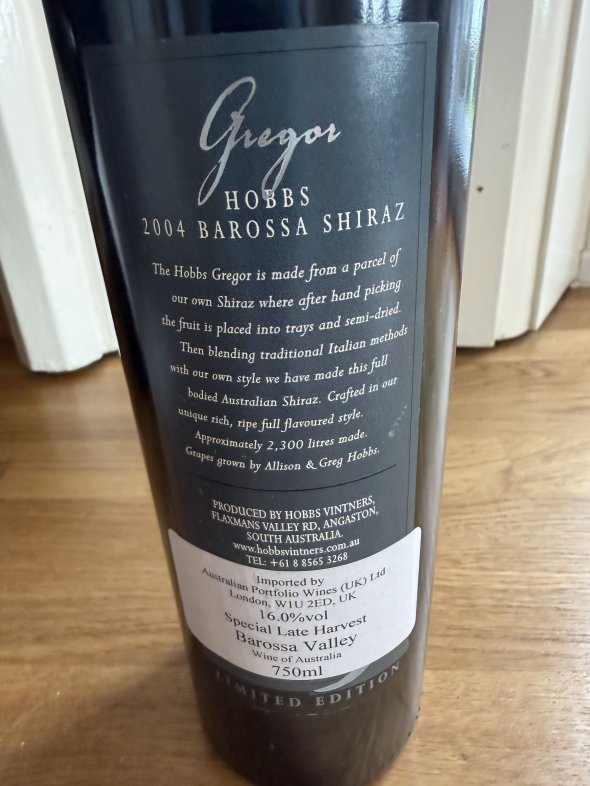 Gregor
HOBBS
2004 BAROSSA SHIRAZ
The Hobbs Gregor is made from a parcel of
our own Shiraz where after hand picking
the fruit is placed into trays and semi-dried.
Then blending traditional Italian methods
with our own style we have made this full
bodied Australian Shiraz. Crafted in our
unique rich, ripe full flavoured style.
Approximately 2,300 litres made.
Grapes grown by Allison & Greg Hobbs.
PRODUCED BY HOBBS VINTNERS,
FLAXMANS VALLEY RD, ANGASTON,
SOUTH AUSTRALIA.
www.hobbsvintners.com.au
TEL: +61 8 8565 3268
Imported by
Australian Portfolio Wines (UK) Ltd
London, W1U 2ED, UK
16.0%vol
Special Late Harvest
Barossa Valley
Wine of Australia
750ml
LIMITED EDITION